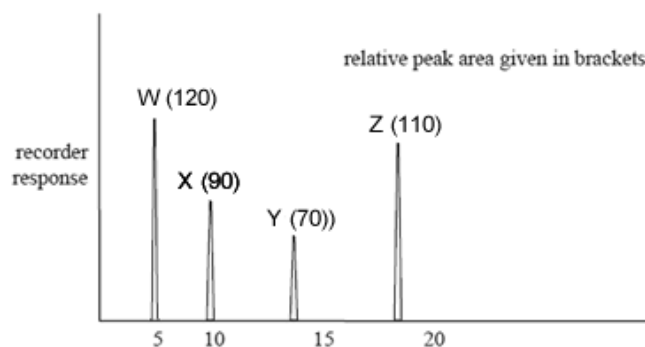 relative peak area given in brackets
W (120)
Z (110)
recorder
response
X (90)
Y (70))
5 10 15 20